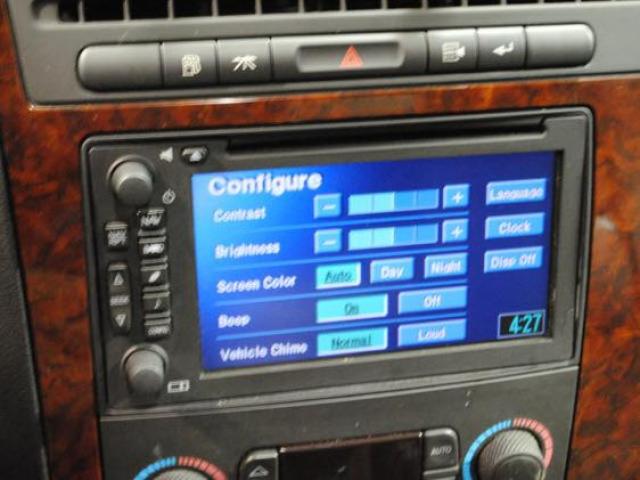 Configure
Contrast - + Language
Brightness - + Clock
Screen Color Auto Day Night Disp Off
Beep On Off
Vehicle Chime Normal Loud
4:27
NAV
AUTO